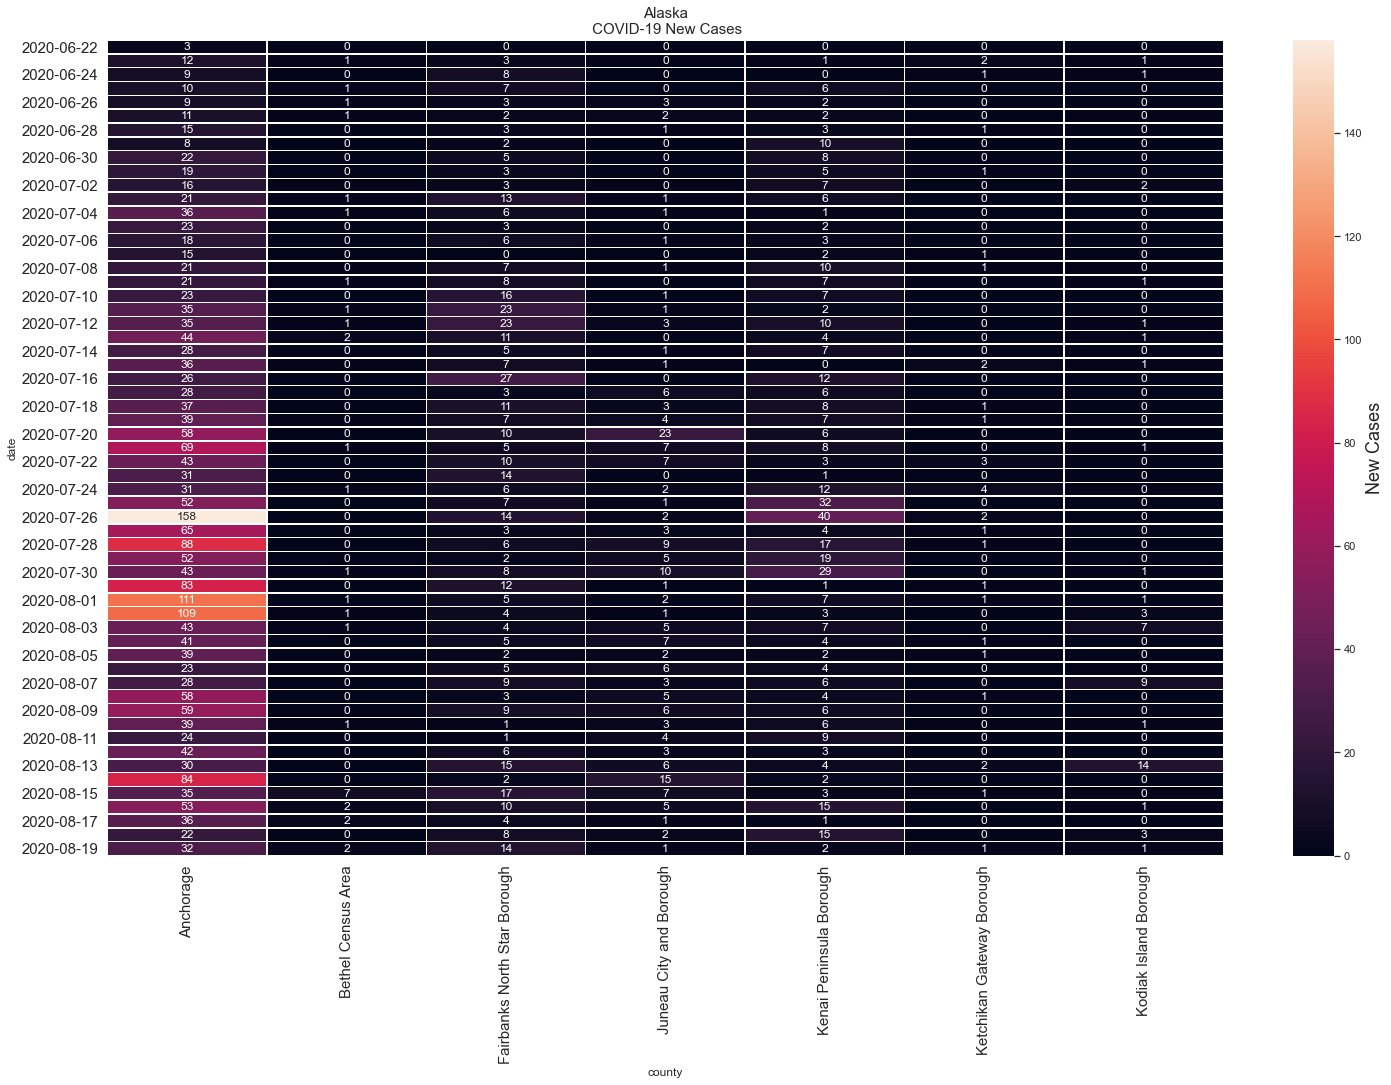 Alaska
COVID-19 New Cases
2020-06-22 3 0 0 0 0 0 0
12 1 3 0 1 2 1
2020-06-24 9 0 8 0 0 1 1
10 1 7 0 6 0 0
2020-06-26 9 1 3 3 2 0 0
11 1 2 2 2 0 0
2020-06-28 15 0 3 1 3 1 0
8 0 2 0 10 0 0
2020-06-30 22 0 5 0 8 0 0
19 0 3 0 5 1 0
2020-07-02 16 0 3 0 7 0 2
21 1 13 1 6 0 0
2020-07-04 36 1 6 1 1 0 0
23 0 3 0 2 0 0
2020-07-06 18 0 6 1 3 0 0
15 0 0 0 2 1 0
2020-07-08 21 0 7 1 10 1 0
21 1 8 0 7 0 1
2020-07-10 23 0 16 1 7 0 0
35 1 23 1 2 0 0
2020-07-12 35 1 23 3 10 0 1
44 2 11 0 4 0 1
2020-07-14 28 0 5 1 7 0 0
36 0 7 1 0 2 1
2020-07-16 26 0 27 0 12 0 0
28 0 3 6 6 0 0
2020-07-18 37 0 11 3 8 1 0
39 0 7 4 7 1 0
2020-07-20 58 0 10 23 6 0 0
69 1 5 7 8 0 1
2020-07-22 43 0 10 7 3 3 0
31 0 14 0 1 0 0
2020-07-24 31 1 6 2 12 4 0
52 0 7 1 32 0 0
2020-07-26 158 0 14 2 40 2 0
65 0 3 3 4 1 0
2020-07-28 88 0 6 9 17 1 0
52 0 2 5 19 0 0
2020-07-30 43 1 8 10 29 0 1
83 0 12 1 1 1 0
2020-08-01 111 1 5 2 7 1 1
109 1 4 1 3 0 3
2020-08-03 43 1 4 5 7 0 7
41 0 5 7 4 1 0
2020-08-05 39 0 2 2 2 1 0
23 0 5 6 4 0 0
2020-08-07 28 0 9 3 6 0 9
58 0 3 5 4 1 0
2020-08-09 59 0 9 6 6 0 0
39 1 1 3 6 0 1
2020-08-11 24 0 1 4 9 0 0
42 0 6 3 3 0 0
2020-08-13 30 0 15 6 4 2 14
84 0 2 15 2 0 0
2020-08-15 35 7 17 7 3 1 0
53 2 10 5 15 0 1
2020-08-17 36 2 4 1 1 0 0
22 0 8 2 15 0 3
2020-08-19 32 2 14 1 2 1 1
date
Anchorage
Bethel Census Area
Fairbanks North Star Borough
Juneau City and Borough
Kenai Peninsula Borough
Ketchikan Gateway Borough
Kodiak Island Borough
county
140
120
100
80
60
40
20
0
New Cases